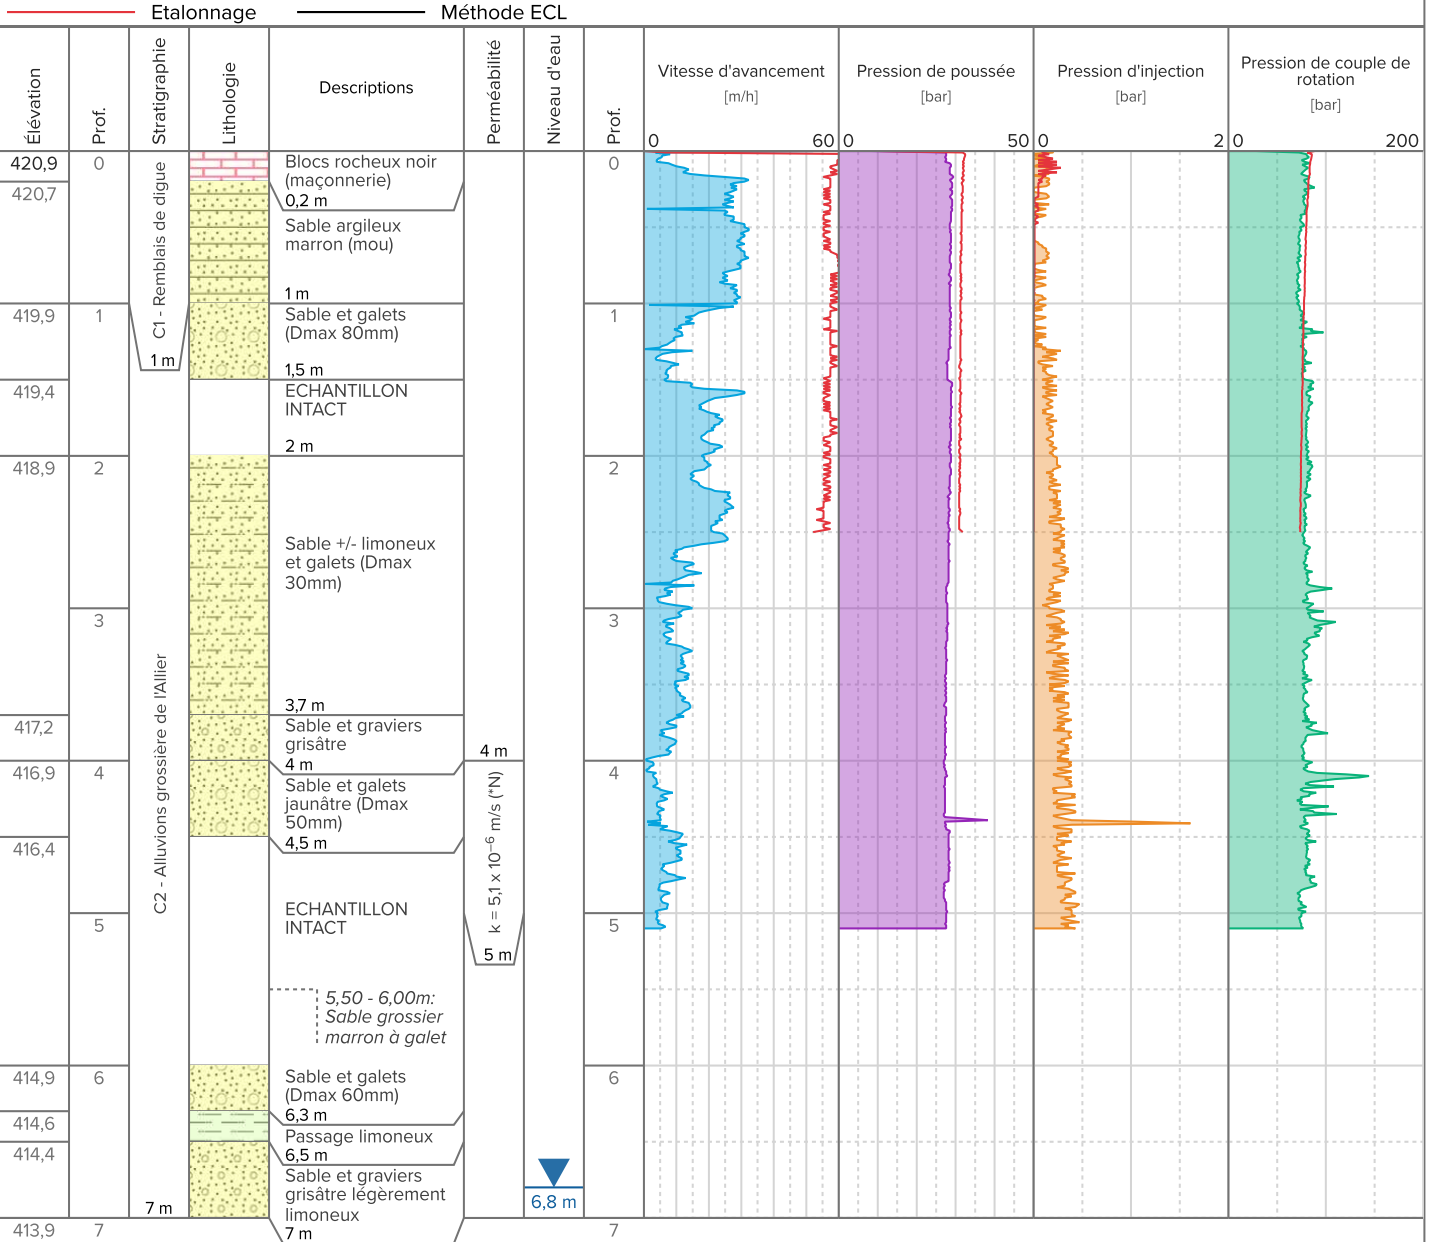 Etalonnage
Méthode ECL
Élévation
Prof.
Stratigraphie
Lithologie
Descriptions
Perméabilité
Niveau d'eau
Prof.
Vitesse d'avancement
[m/h]
0 60
Pression de poussée
[bar]
0 50
Pression d'injection
[bar]
0 2
Pression de couple de
rotation
[bar]
0 200
420,9
420,7
419,9
419,4
418,9
417,2
416,9
416,4
414,9
414,6
414,4
413,9
0
1
2
3
4
5
6
7
C1 - Remblais de digue
1 m
C2 - Alluvions grossière de l'Allier
7 m
Blocs rocheux noir
(maçonnerie)
0,2 m
Sable argileux
marron (mou)
1 m
Sable et galets
(Dmax 80mm)
1,5 m
ECHANTILLON
INTACT
2 m
Sable +/- limoneux
et galets (Dmax
30mm)
3,7 m
Sable et graviers
grisâtre
4 m
Sable et galets
jaunâtre (Dmax
50mm)
4,5 m
ECHANTILLON
INTACT
5,50 - 6,00m:
Sable grossier
marron à galet
Sable et galets
(Dmax 60mm)
6,3 m
Passage limoneux
6,5 m
Sable et graviers
grisâtre légèrement
limoneux
7 m
4 m
k = 5,1 x 10⁻⁶ m/s (*N)
5 m
6,8 m
0
1
2
3
4
5
6
7